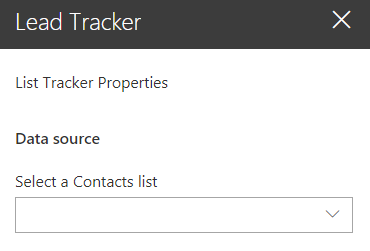 Lead Tracker
List Tracker Properties
Data source
Select a Contacts list